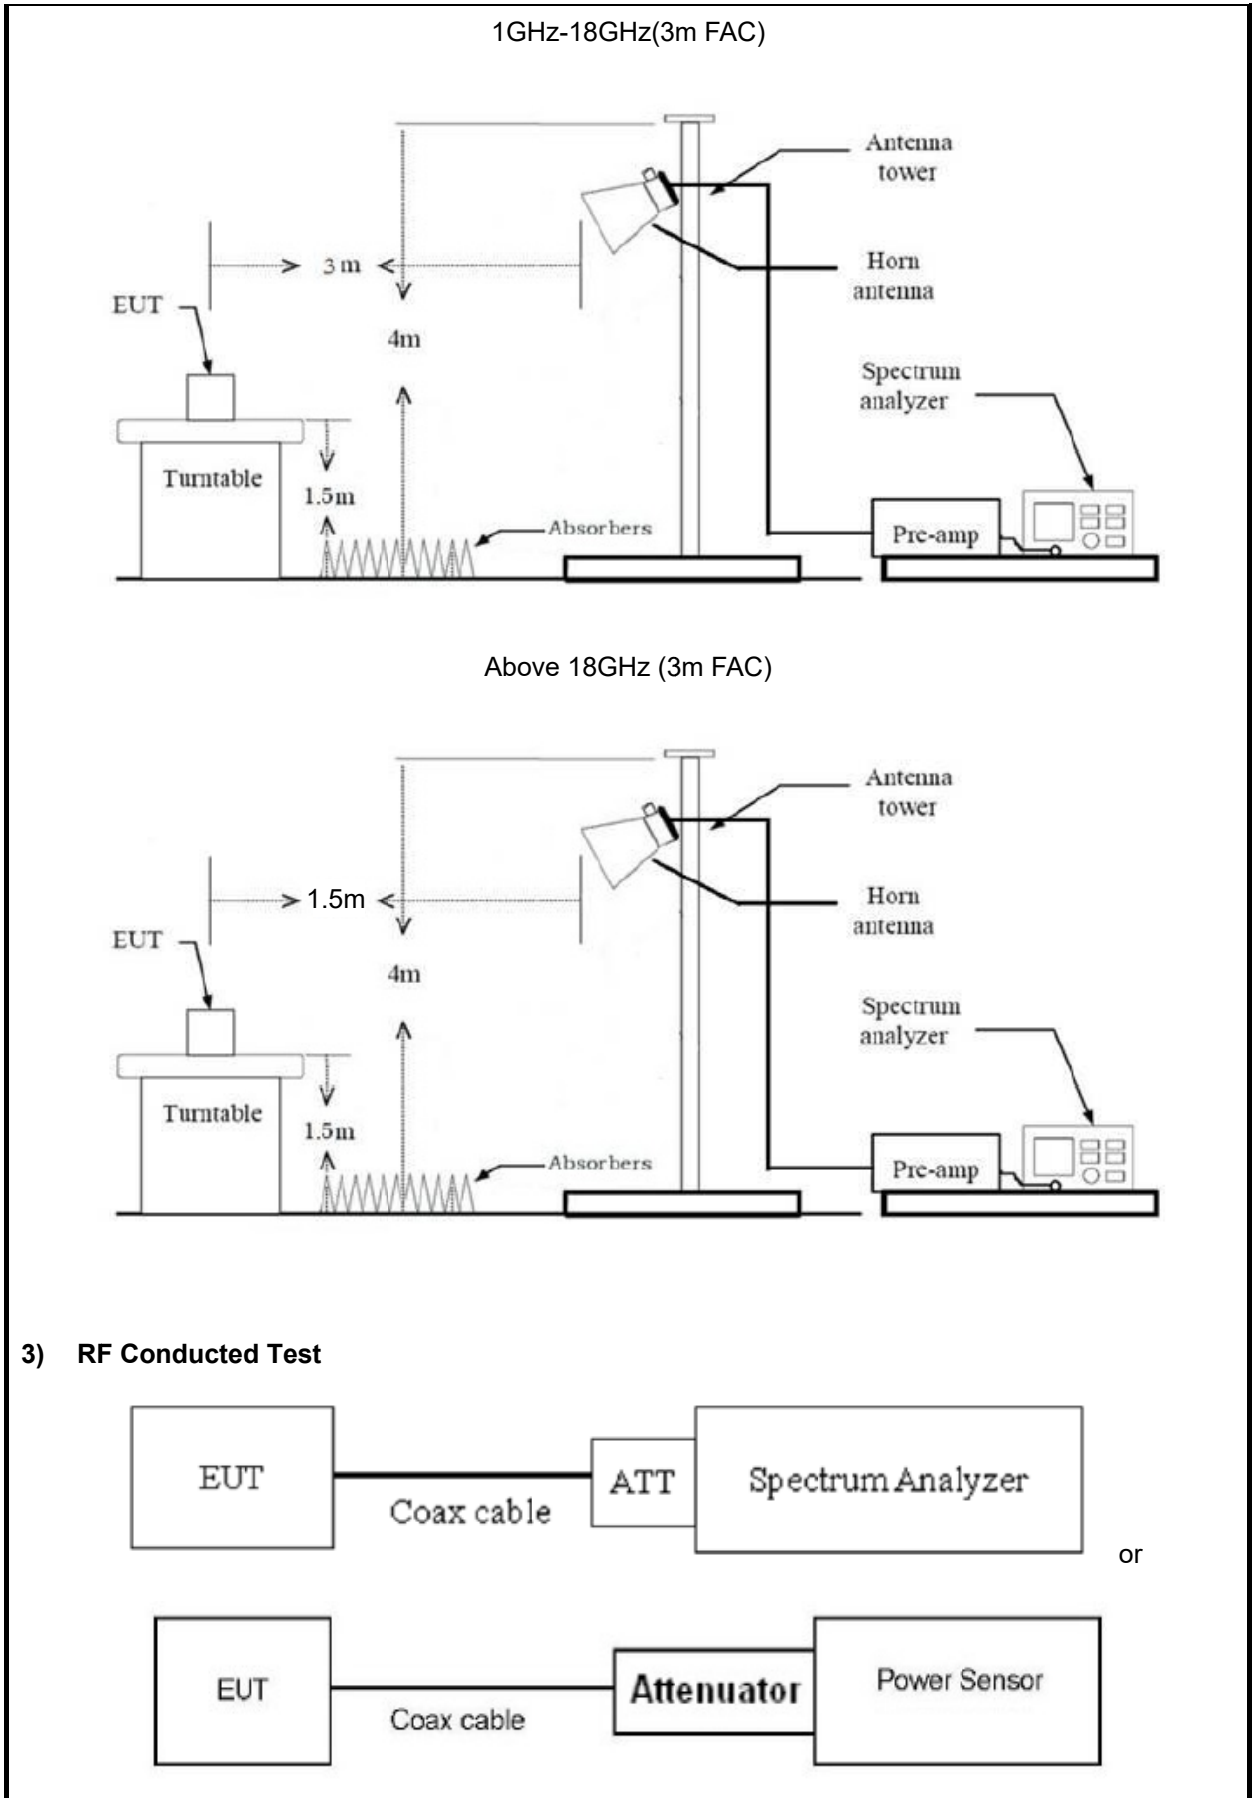 1GHz-18GHz(3m FAC)
Antenna
tower
3 m
Horn
antenna
EUT
4m
Spectrum
analyzer
Turntable
1.5m
Absorbers
Pre-amp
Above 18GHz (3m FAC)
Antenna
tower
1.5m
Horn
antenna
EUT
4m
Spectrum
analyzer
Turntable
1.5m
Absorbers
Pre-amp
3) RF Conducted Test
EUT
Coax cable
ATT
Spectrum Analyzer
or
EUT
Coax cable
Attenuator
Power Sensor